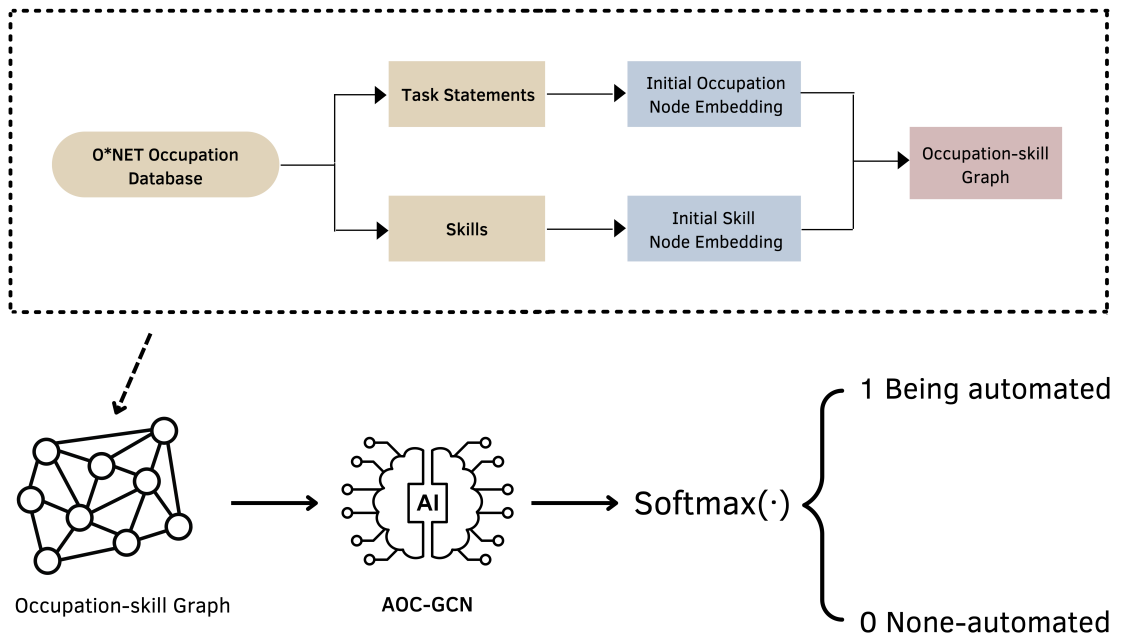 O*NET Occupation
Database
Task Statements
Skills
Initial Occupation
Node Embedding
Initial Skill
Node Embedding
Occupation-skill
Graph
Occupation-skill Graph
AI
AOC-GCN
Softmax(·)
1 Being automated
0 None-automated